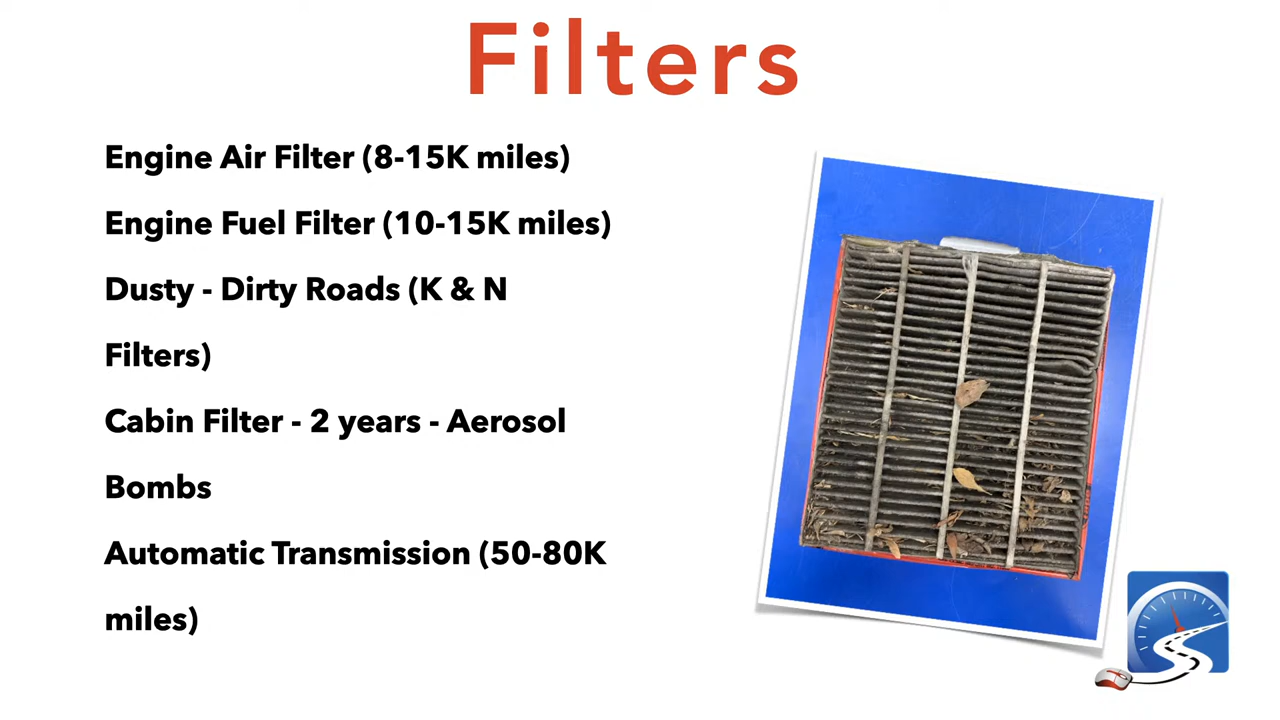 Filters
Engine Air Filter (8-15K miles)
Engine Fuel Filter (10-15K miles)
Dusty - Dirty Roads (K & N
Filters)
Cabin Filter - 2 years - Aerosol
Bombs
Automatic Transmission (50-80K
miles)